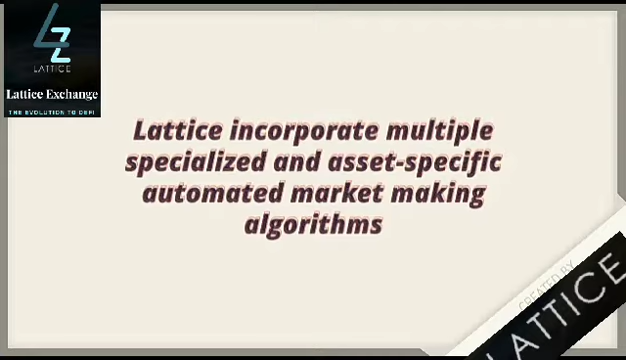 LATTICE
Lattice Exchange
THE EVOLUTION TO DEFI
Lattice incorporate multiple
specialized and asset-specific
automated market making
algorithms
CREATED BY
LATTICE